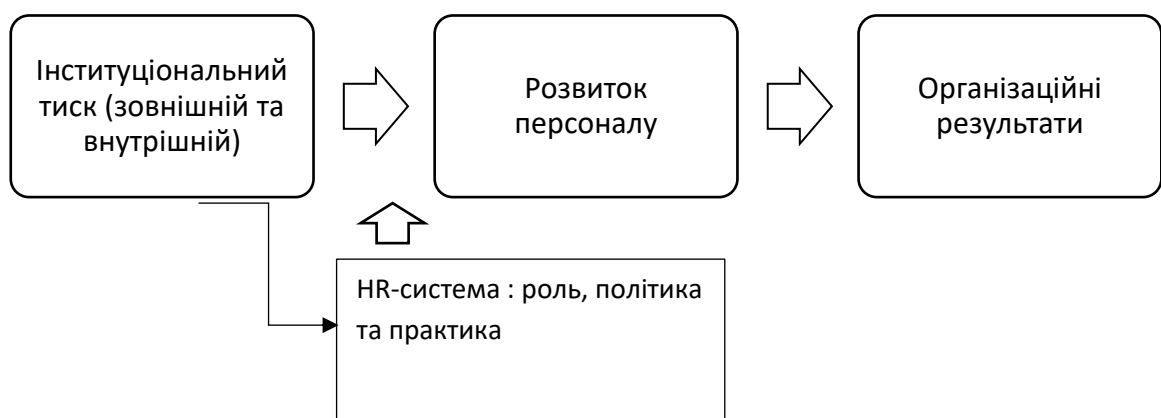 Інституціональний
тиск (зовнішній та
внутрішній)
Розвиток
персоналу
Організаційні
результати
HR-система : роль, політика
та практика